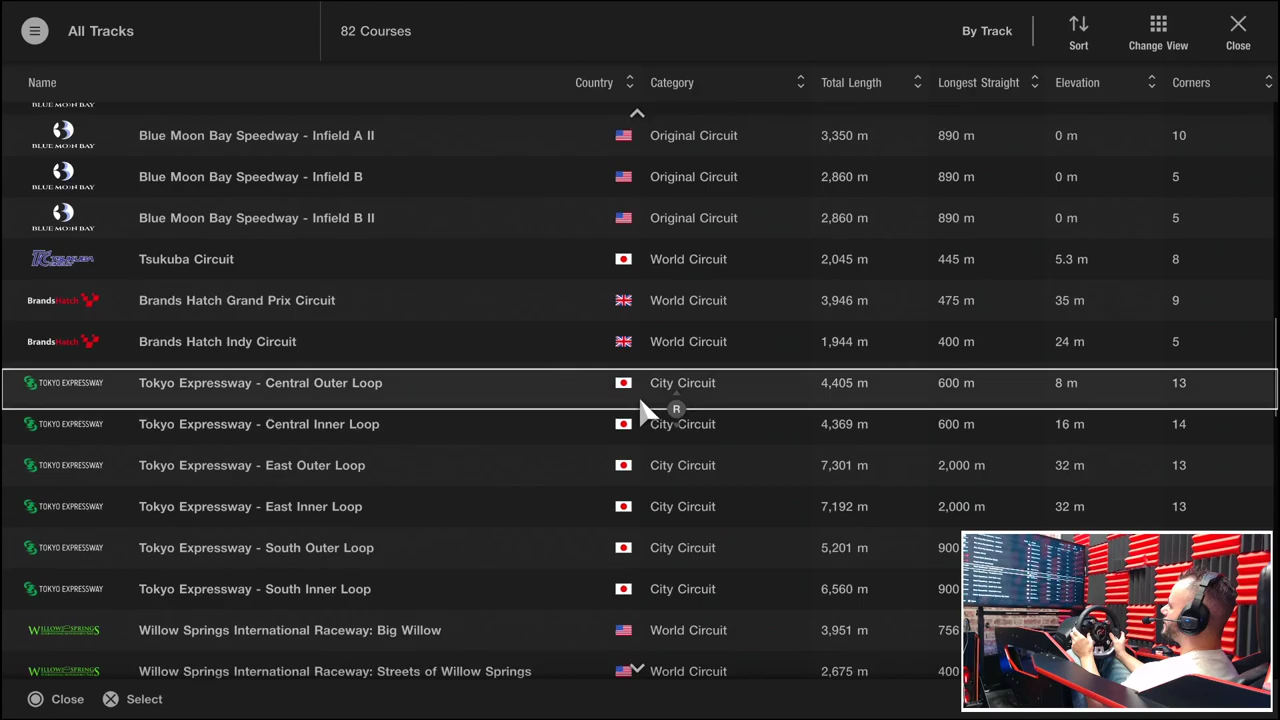 All Tracks
82 Courses
By Track
Sort
Change View
Close
Name
Country
Category
Total Length
Longest Straight
Elevation
Corners
BLUE MOON BAY
BLUE MOON BAY Blue Moon Bay Speedway - Infield A II Original Circuit 3,350 m 890 m 0 m 10
BLUE MOON BAY Blue Moon Bay Speedway - Infield B Original Circuit 2,860 m 890 m 0 m 5
BLUE MOON BAY Blue Moon Bay Speedway - Infield B II Original Circuit 2,860 m 890 m 0 m 5
Tsukuba Circuit World Circuit 2,045 m 445 m 5.3 m 8
BrandsHatch Brands Hatch Grand Prix Circuit World Circuit 3,946 m 475 m 35 m 9
BrandsHatch Brands Hatch Indy Circuit World Circuit 1,944 m 400 m 24 m 5
TOKYO EXPRESSWAY Tokyo Expressway - Central Outer Loop City Circuit 4,405 m 600 m 8 m 13
R
TOKYO EXPRESSWAY Tokyo Expressway - Central Inner Loop City Circuit 4,369 m 600 m 16 m 14
TOKYO EXPRESSWAY Tokyo Expressway - East Outer Loop City Circuit 7,301 m 2,000 m 32 m 13
TOKYO EXPRESSWAY Tokyo Expressway - East Inner Loop City Circuit 7,192 m 2,000 m 32 m 13
TOKYO EXPRESSWAY Tokyo Expressway - South Outer Loop City Circuit 5,201 m 900
TOKYO EXPRESSWAY Tokyo Expressway - South Inner Loop City Circuit 6,560 m 900
WILLOW SPRINGS Willow Springs International Raceway: Big Willow World Circuit 3,951 m 756
WILLOW SPRINGS Willow Springs International Raceway: Streets of Willow Springs World Circuit 2,675 m 400
Close
Select